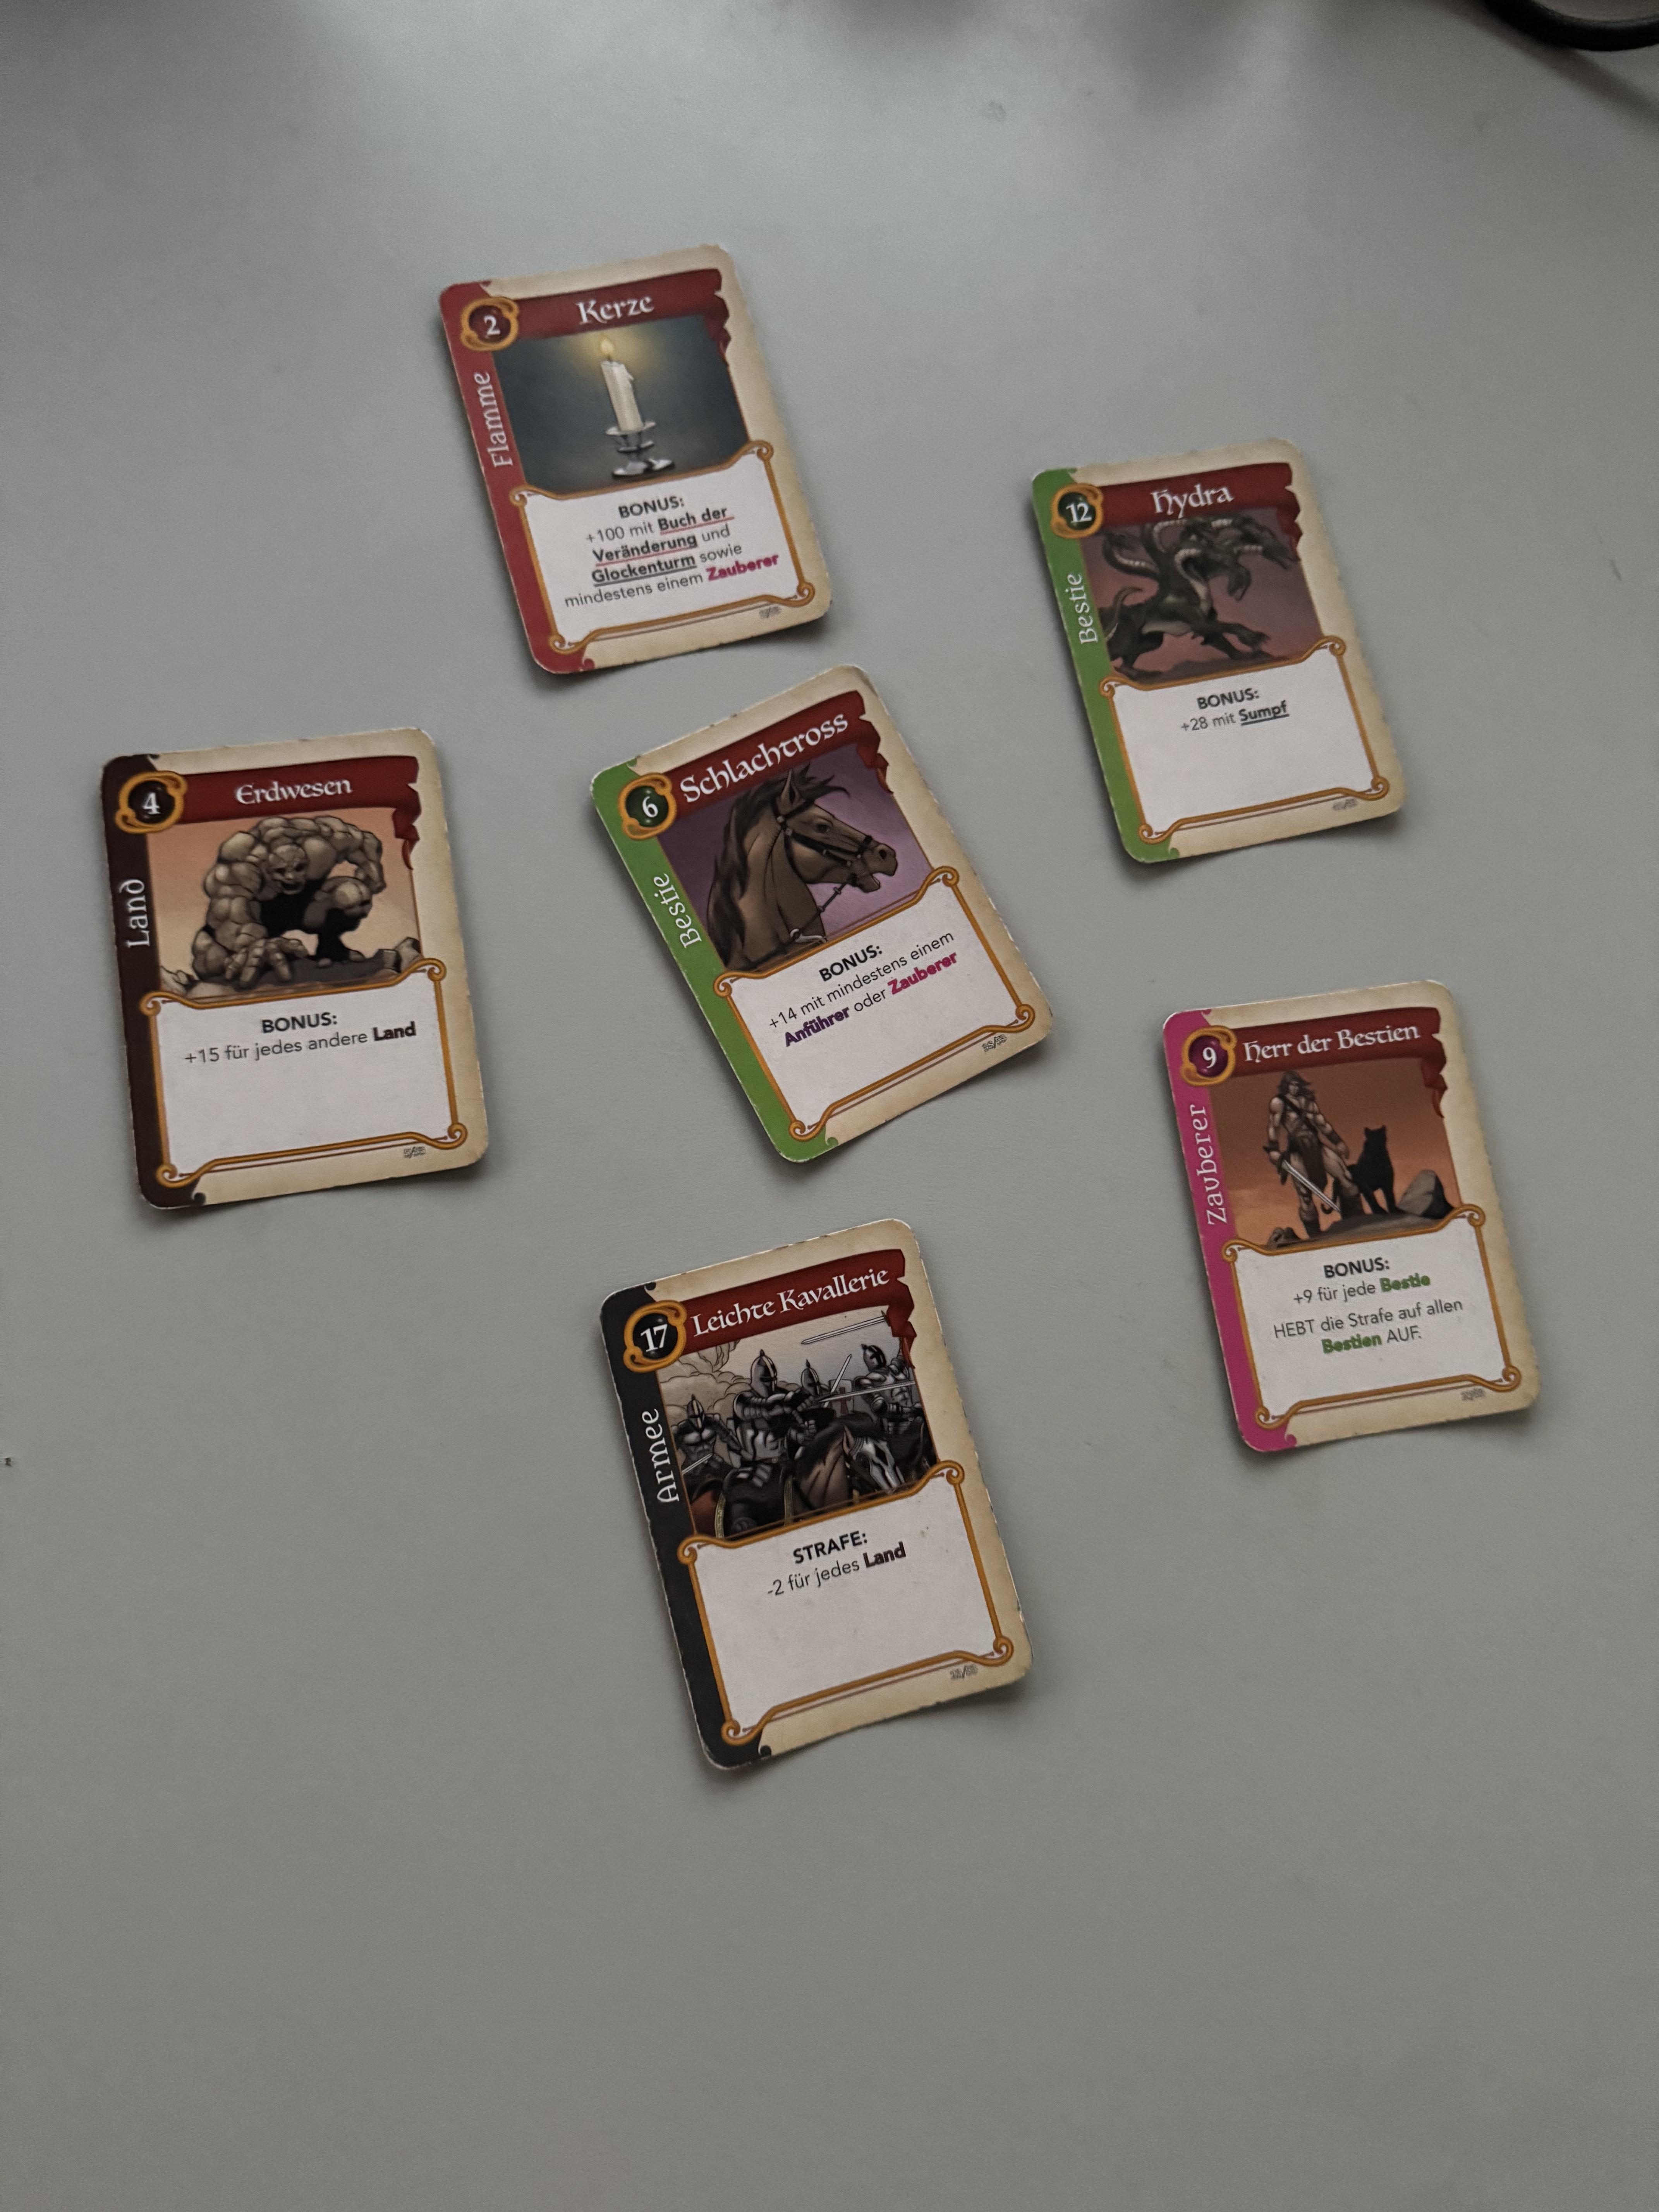 2
Kerze
Flamme
BONUS:
+100 mit Buch der
Veränderung und
Glockenturm sowie
mindestens einem Zauberer
12
Hydra
Bestie
BONUS:
+28 mit Sumpf
4
Erdwesen
Land
BONUS:
+15 für jedes andere Land
6
Schlachtross
Bestie
BONUS:
+14 mit mindestens einem
Anführer oder Zauberer
9
Herr der Bestien
Zauberer
BONUS:
+9 für jede Bestie
HEBT die Strafe auf allen
Bestien AUF.
17
Leichte Kavallerie
Armee
STRAFE:
-2 für jedes Land